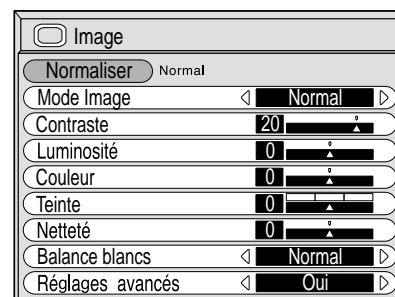 Image
Normaliser Normal
Mode Image Normal
Contraste 20
Luminosité 0
Couleur 0
Teinte 0
Netteté 0
Balance blancs Normal
Réglages avancés Oui